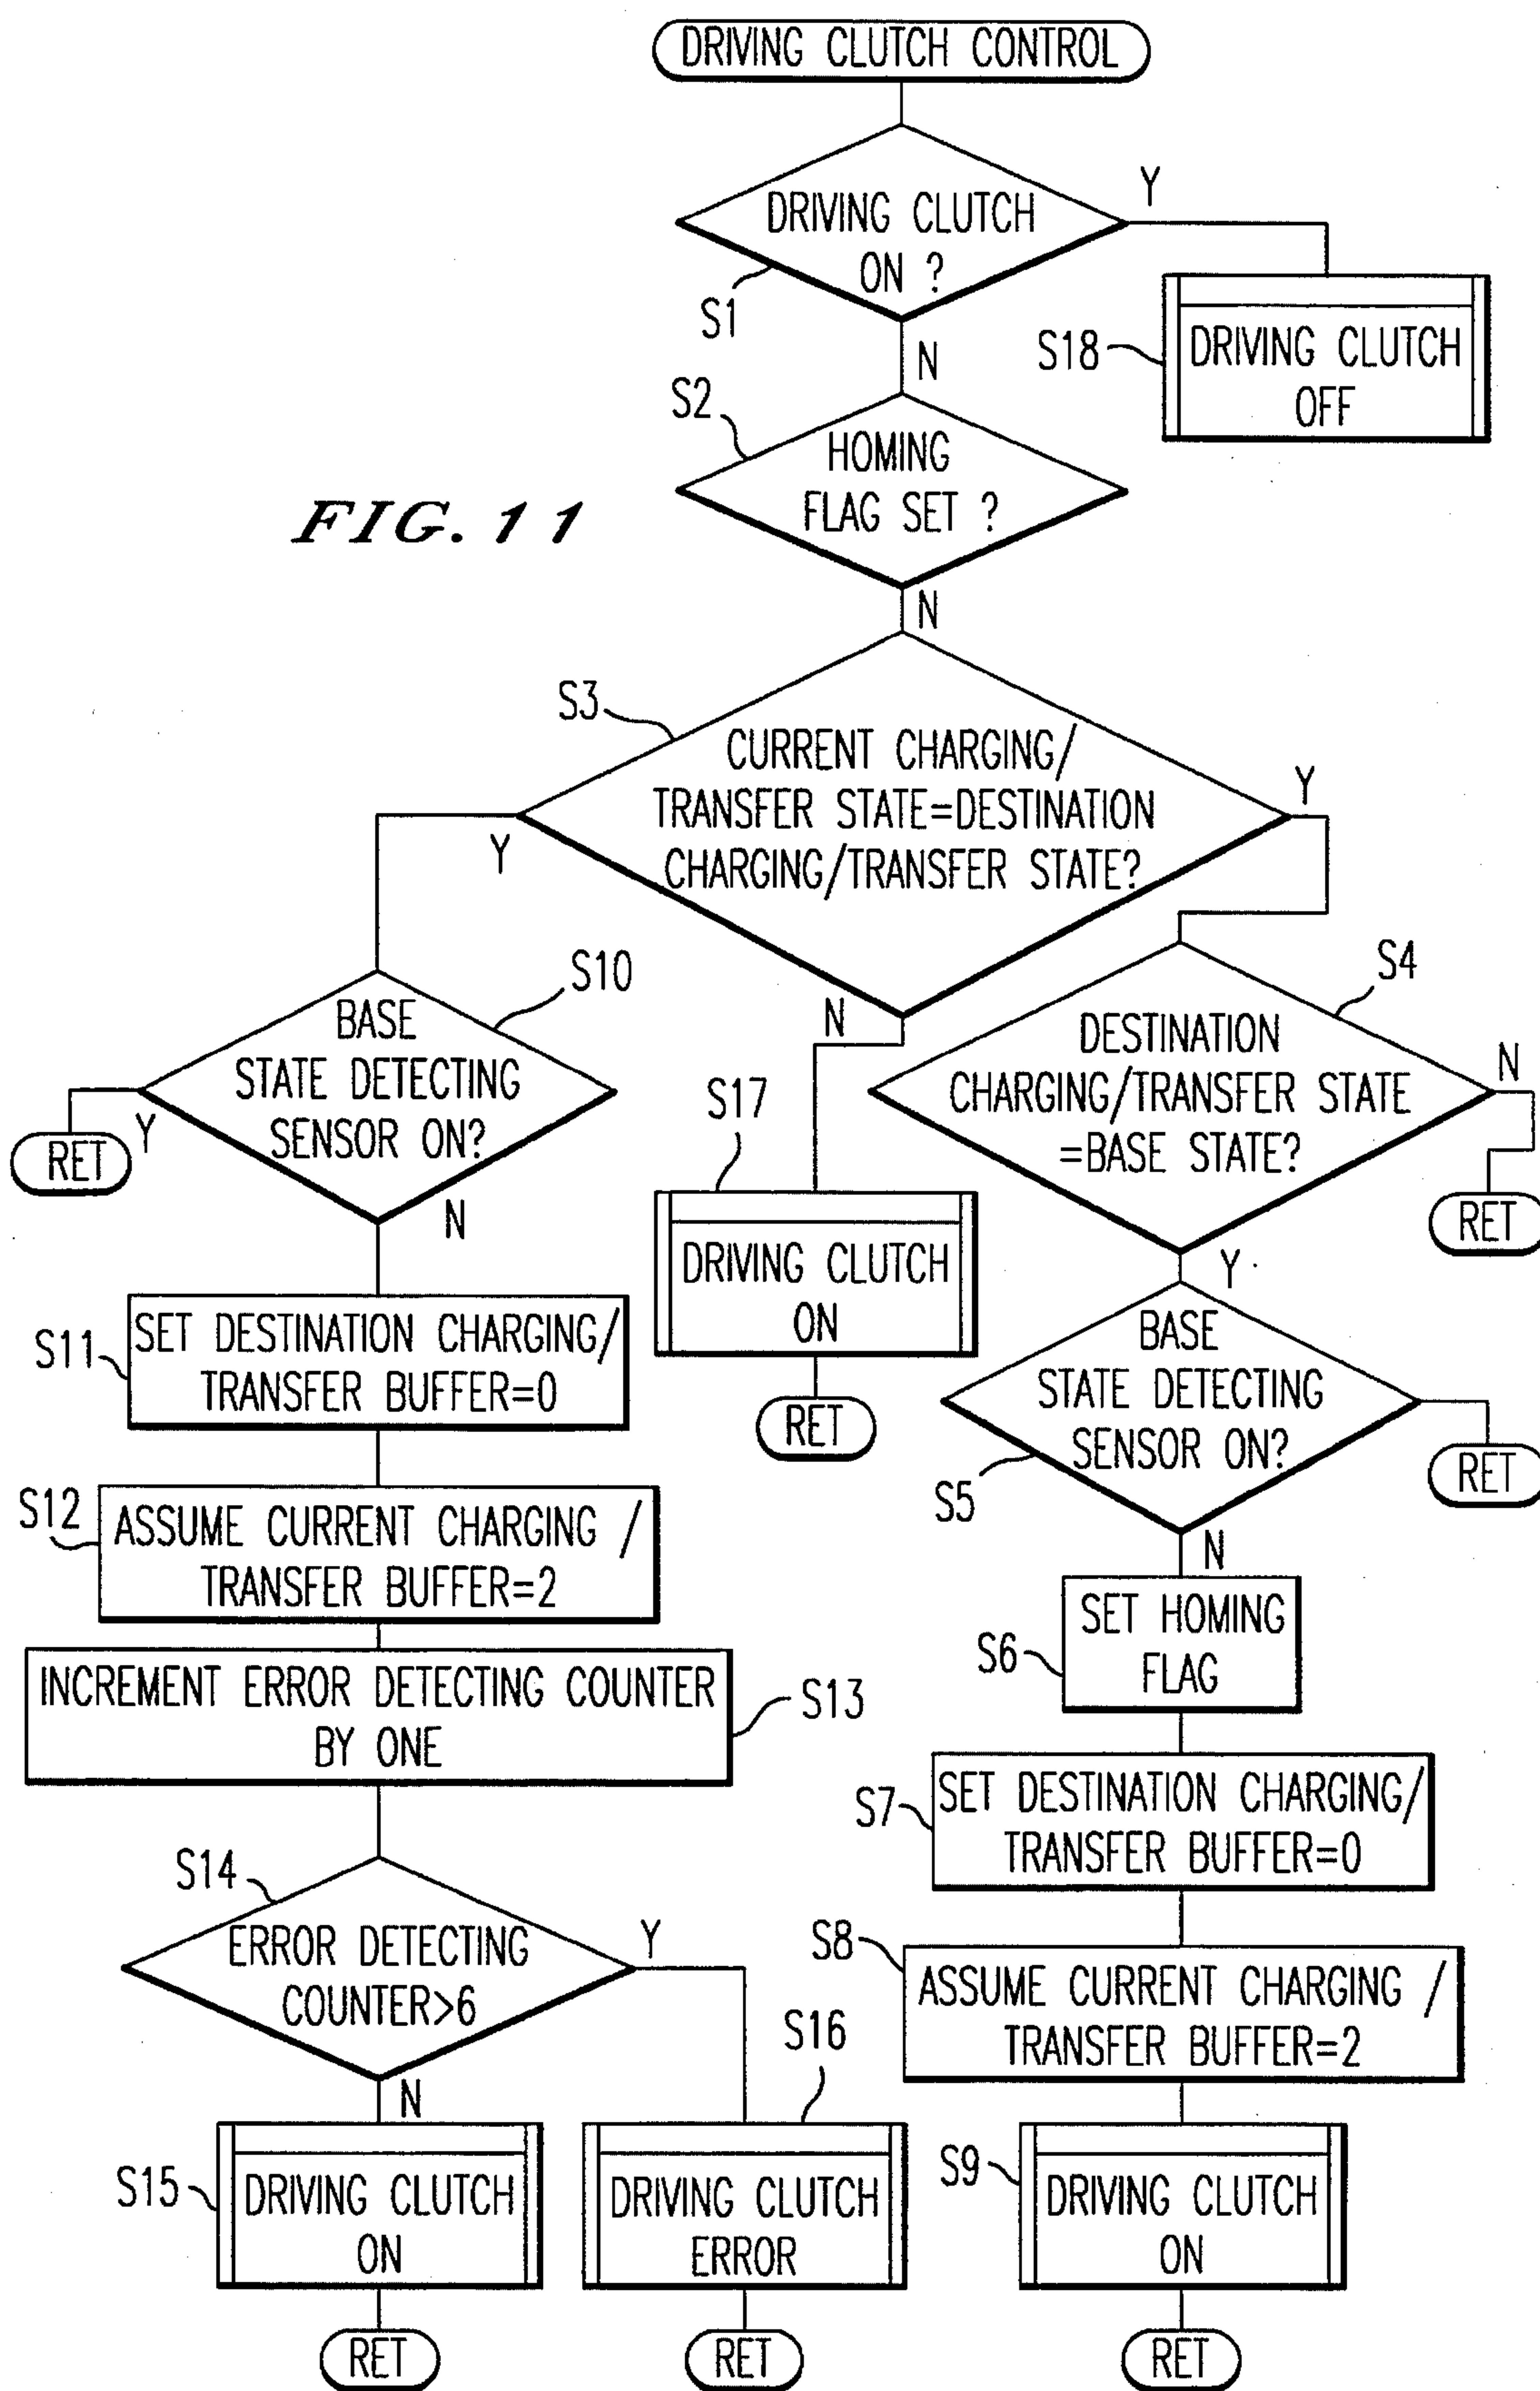 DRIVING CLUTCH CONTROL
DRIVING CLUTCH
ON ?
Y
S1
N
S18
DRIVING CLUTCH
OFF
S2
HOMING
FLAG SET ?
FIG. 11
N
S3
CURRENT CHARGING/
TRANSFER STATE=DESTINATION
CHARGING/TRANSFER STATE?
Y
Y
S10
BASE
STATE DETECTING
SENSOR ON?
Y
RET
N
N
S4
DESTINATION
CHARGING/TRANSFER STATE
=BASE STATE?
N
RET
Y
S17
DRIVING CLUTCH
ON
RET
BASE
STATE DETECTING
SENSOR ON?
S5
RET
N
S11
SET DESTINATION CHARGING/
TRANSFER BUFFER=0
S12
ASSUME CURRENT CHARGING /
TRANSFER BUFFER=2
INCREMENT ERROR DETECTING COUNTER
BY ONE
S13
S6
SET HOMING
FLAG
S7
SET DESTINATION CHARGING/
TRANSFER BUFFER=0
S14
ERROR DETECTING
COUNTER>6
Y
N
S8
ASSUME CURRENT CHARGING /
TRANSFER BUFFER=2
S15
DRIVING CLUTCH
ON
RET
S16
DRIVING CLUTCH
ERROR
RET
S9
DRIVING CLUTCH
ON
RET